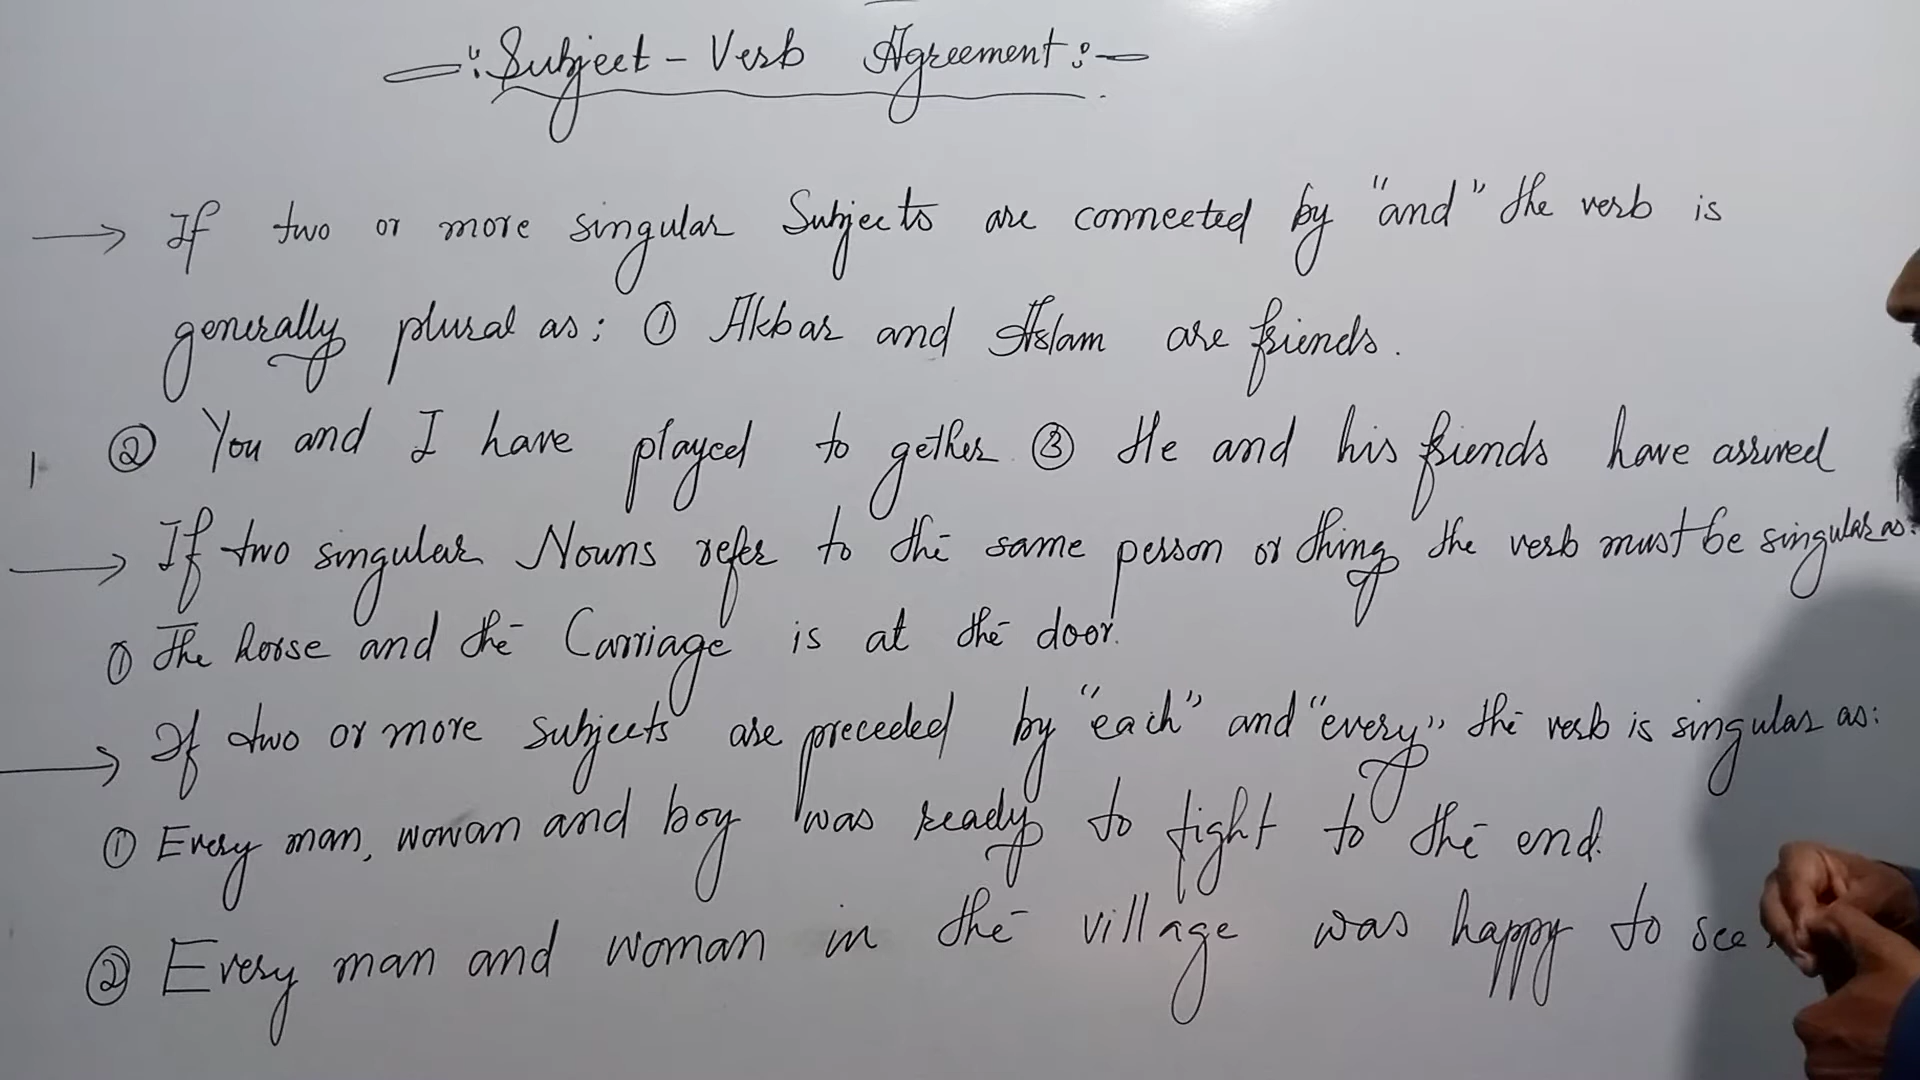 -: Subject - Verb Agreement :-
→ If two or more singular Subjects are connected by "and" the verb is
generally plural as: ① Akbar and Aslam are friends.
② You and I have played to gether ③ He and his friends have arrived
→ If two singular Nouns refer to the same person or thing the verb must be singular as:
① The horse and the Carriage is at the door.
→ If two or more subjects are preceded by "each" and "every" the verb is singular as:
① Every man, woman and boy was ready to fight to the end.
② Every man and woman in the village was happy to see